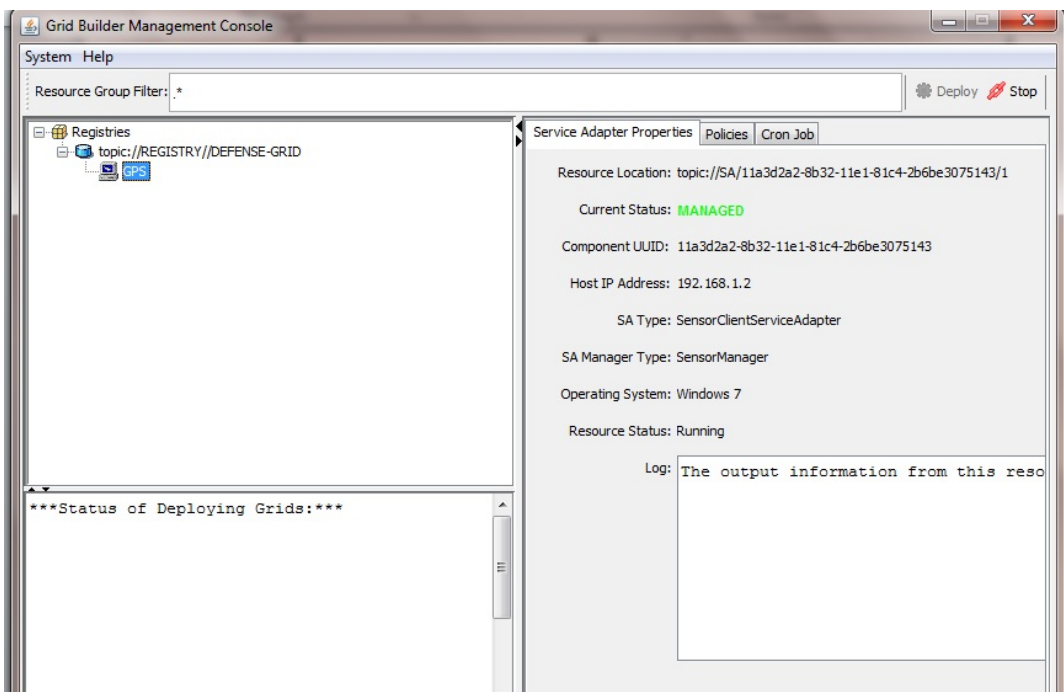 Grid Builder Management Console
System Help
Resource Group Filter: .*
Deploy Stop
Registries
topic://REGISTRY//DEFENSE-GRID
GPS
Service Adapter Properties Policies Cron Job
Resource Location: topic://SA/11a3d2a2-8b32-11e1-81c4-2b6be3075143/1
Current Status: MANAGED
Component UUID: 11a3d2a2-8b32-11e1-81c4-2b6be3075143
Host IP Address: 192.168.1.2
SA Type: SensorClientServiceAdapter
SA Manager Type: SensorManager
Operating System: Windows 7
Resource Status: Running
Log: The output information from this reso
***Status of Deploying Grids:***